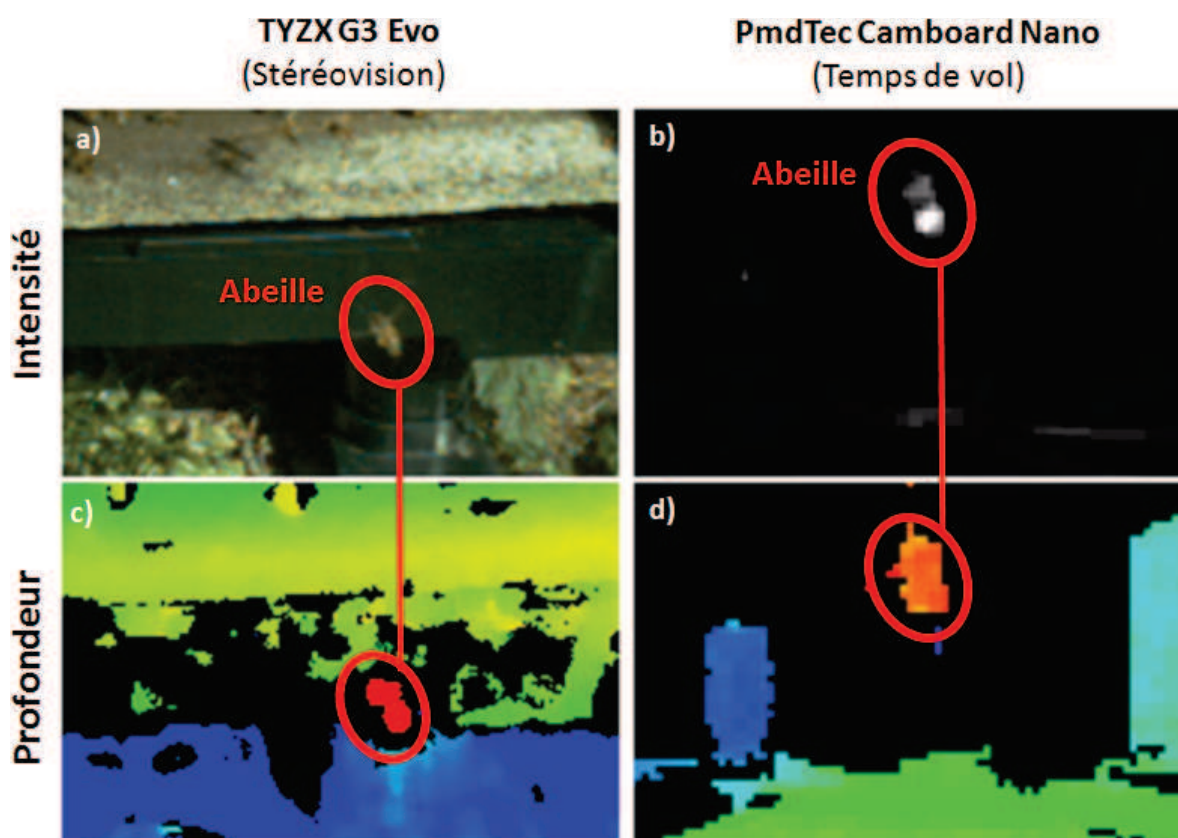 TYZX G3 Evo
(Stéréovision)
PmdTec Camboard Nano
(Temps de vol)
Intensité
a)
Abeille
b)
Abeille
Profondeur
c)
d)